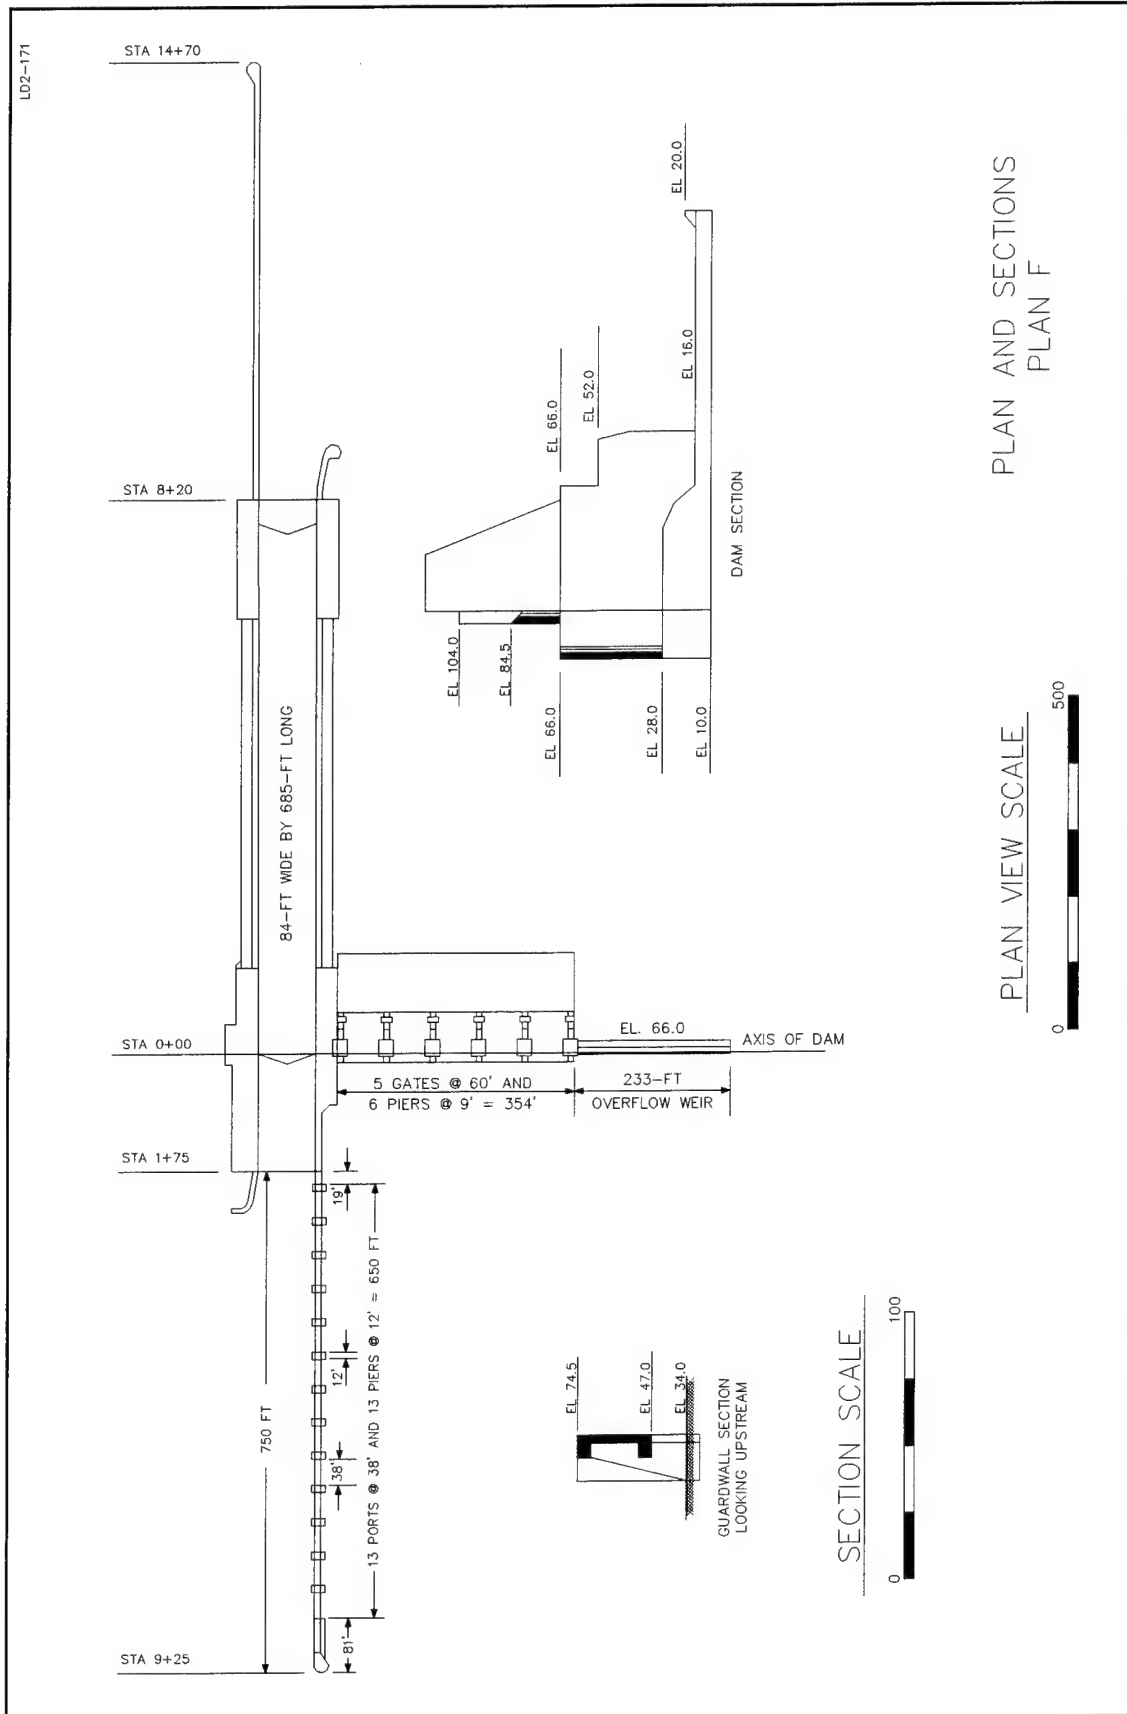 LD2-171
STA 14+70
STA 8+20
84-FT WIDE BY 685-FT LONG
STA 0+00
5 GATES @ 60' AND
6 PIERS @ 9' = 354'
EL. 66.0
AXIS OF DAM
233-FT
OVERFLOW WEIR
STA 1+75
19'
12'
38'
13 PORTS @ 38' AND 13 PIERS @ 12' = 650 FT
750 FT
81'
STA 9+25
EL 104.0
EL 84.5
EL 66.0
EL 52.0
EL 16.0
EL 20.0
EL 66.0
EL 28.0
EL 10.0
DAM SECTION
EL 74.5
EL 47.0
EL 34.0
GUARDWALL SECTION
LOOKING UPSTREAM
PLAN VIEW SCALE
0 500
SECTION SCALE
0 100
PLAN AND SECTIONS
PLAN F